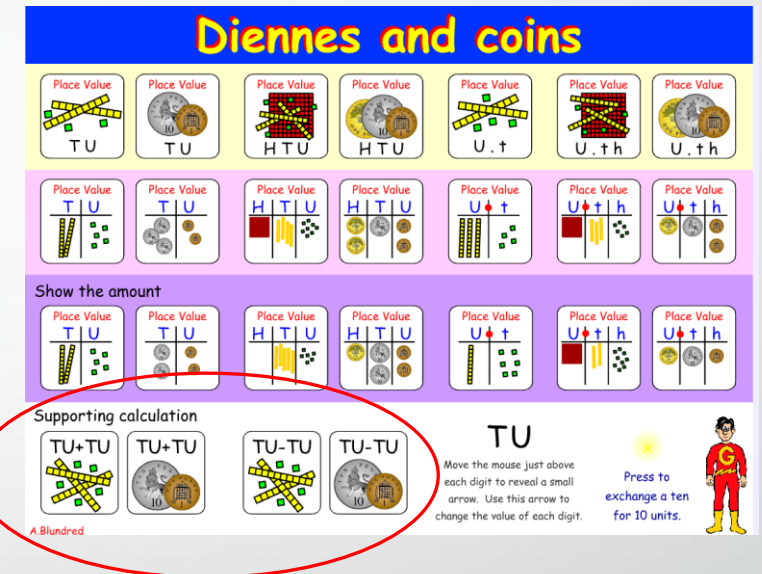 Diennes and coins
Place Value Place Value Place Value Place Value Place Value Place Value Place Value
TU TU HTU HTU U.t U.th U.th
Place Value Place Value Place Value Place Value Place Value Place Value Place Value
T U T U H T U H T U U t U t h U t h
Show the amount
Place Value Place Value Place Value Place Value Place Value Place Value Place Value
T U T U H T U H T U U t U t h U t h
Supporting calculation
TU+TU TU+TU TU-TU TU-TU
10 10
A.Blundred
TU
Move the mouse just above
each digit to reveal a small
arrow. Use this arrow to
change the value of each digit.
Press to
exchange a ten
for 10 units.
G